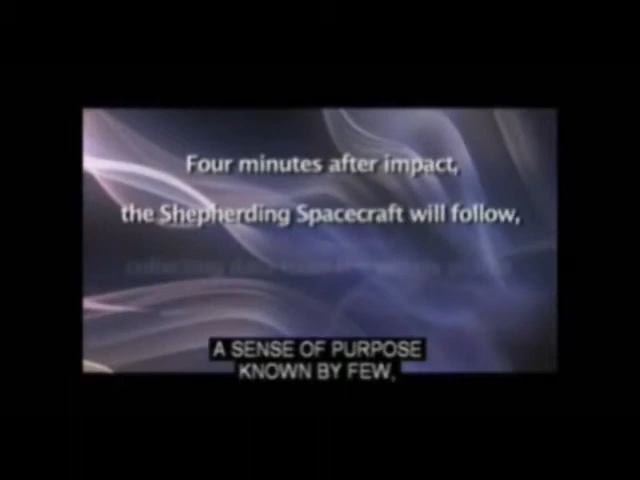 Four minutes after impact,
the Shepherding Spacecraft will follow,
A SENSE OF PURPOSE
KNOWN BY FEW,